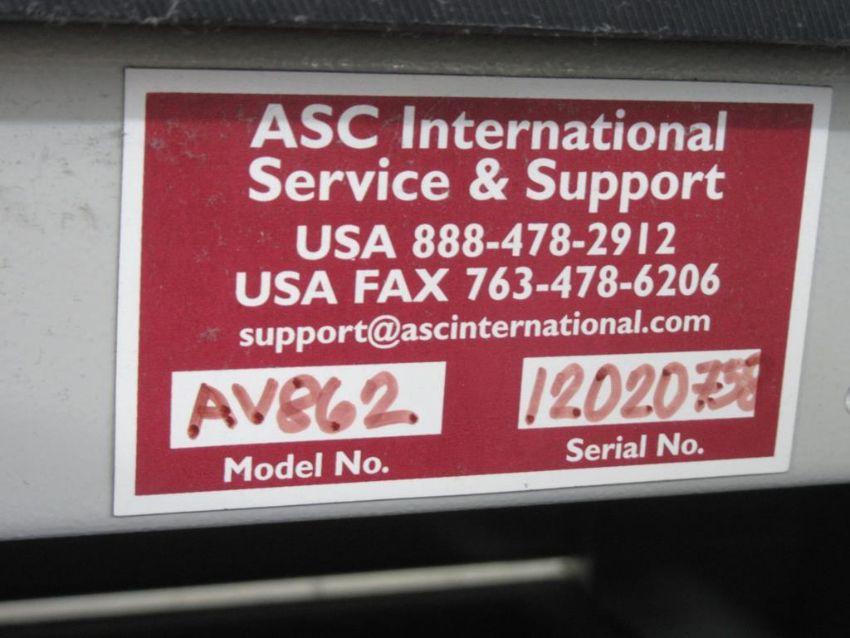 ASC International
Service & Support
USA 888-478-2912
USA FAX 763-478-6206
support@ascinternational.com
AV862 12020758
Model No. Serial No.